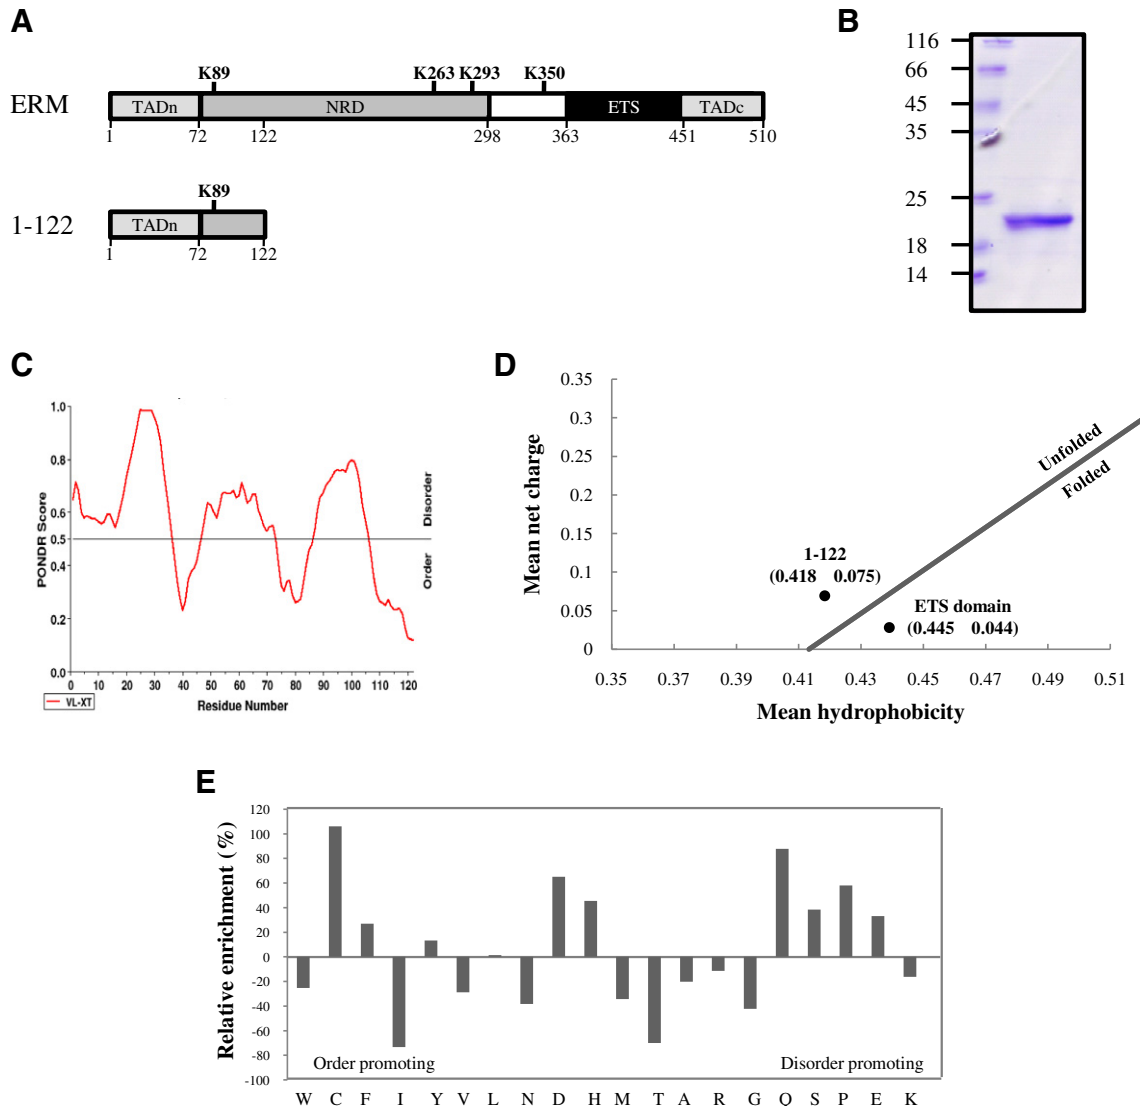 A
K89 K263 K293 K350
ERM TADn NRD ETS TADc
1 72 122 298 363 451 510
K89
1-122 TADn
1 72 122
B
116
66
45
35
25
18
14
C
1.0
0.8
0.6
0.5
0.4
0.2
0.0
PONDR Score
Disorder
Order
0 10 20 30 40 50 60 70 80 90 100 110 120
VL-XT
Residue Number
D
0.35
0.3
0.25
0.2
0.15
0.1
0.05
0
Mean net charge
Unfolded
Folded
1-122
(0.418 0.075)
ETS domain
(0.445 0.044)
0.35 0.37 0.39 0.41 0.43 0.45 0.47 0.49 0.51
Mean hydrophobicity
E
120
100
80
60
40
20
0
-20
-40
-60
-80
-100
Relative enrichment (%)
Order promoting Disorder promoting
W C F I Y V L N D H M T A R G Q S P E K